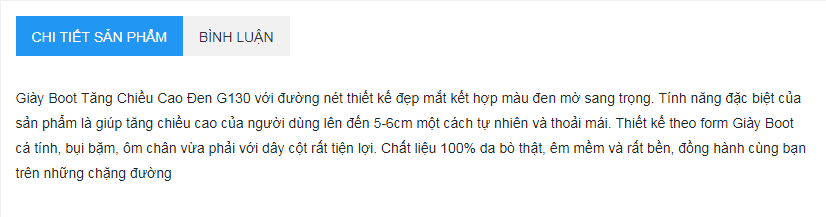 CHI TIẾT SẢN PHẨM
BÌNH LUẬN
Giày Boot Tăng Chiều Cao Đen G130 với đường nét thiết kế đẹp mắt kết hợp màu đen mờ sang trọng. Tính năng đặc biệt của
sản phẩm là giúp tăng chiều cao của người dùng lên đến 5-6cm một cách tự nhiên và thoải mái. Thiết kế theo form Giày Boot
cá tính, bụi bặm, ôm chân vừa phải với dây cột rất tiện lợi. Chất liệu 100% da bò thật, êm mềm và rất bền, đồng hành cùng bạn
trên những chặng đường